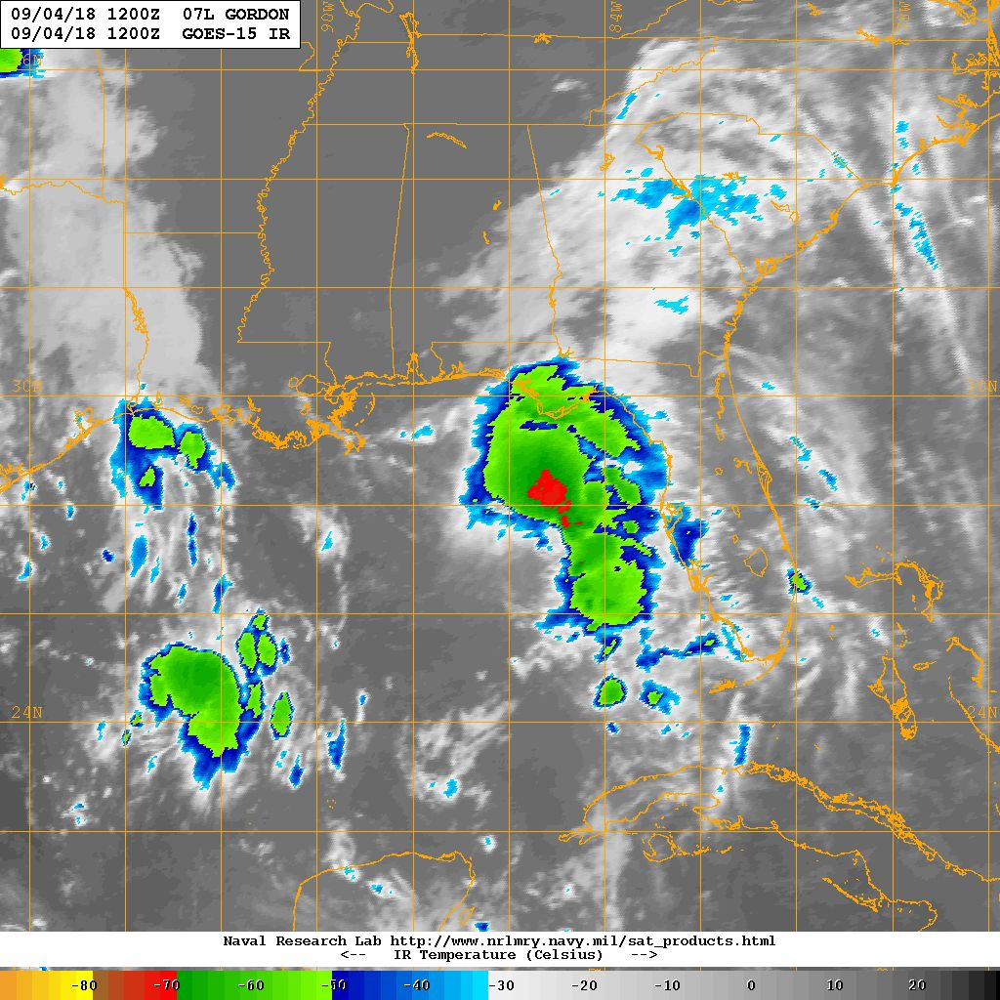 09/04/18 1200Z 07L GORDON
09/04/18 1200Z GOES-15 IR
90W
84W
30N
30N
24N
24N
Naval Research Lab http://www.nrlmry.navy.mil/sat_products.html
<-- IR Temperature (Celsius) -->
-80 -70 -60 -50 -40 -30 -20 -10 0 10 20